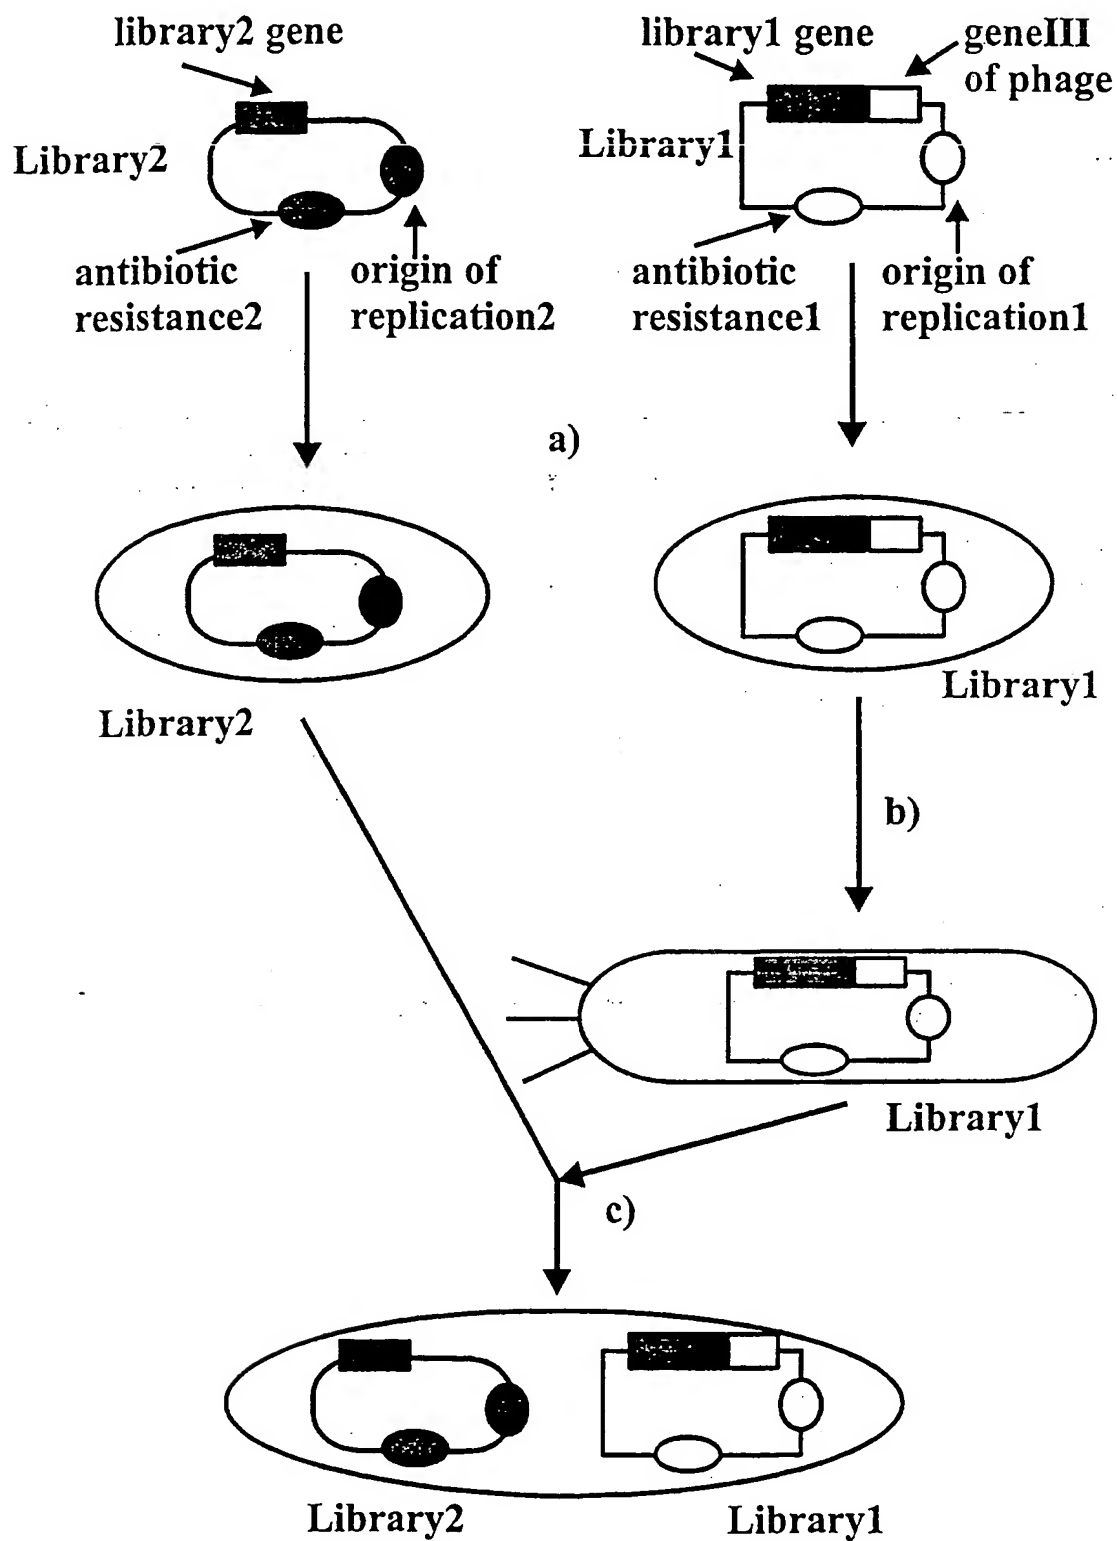 library2 gene
library1 gene
geneIII
of phage
Library2
Library1
antibiotic
resistance2
origin of
replication2
antibiotic
resistance1
origin of
replication1
a)
Library2
Library1
b)
Library1
c)
Library2
Library1